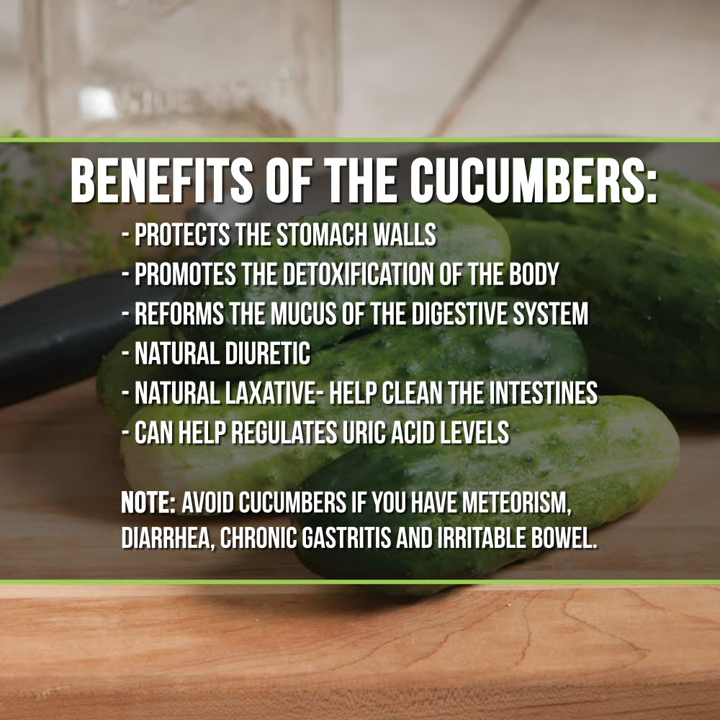 BENEFITS OF THE CUCUMBERS:
- PROTECTS THE STOMACH WALLS
- PROMOTES THE DETOXIFICATION OF THE BODY
- REFORMS THE MUCUS OF THE DIGESTIVE SYSTEM
- NATURAL DIURETIC
- NATURAL LAXATIVE- HELP CLEAN THE INTESTINES
- CAN HELP REGULATES URIC ACID LEVELS
NOTE: AVOID CUCUMBERS IF YOU HAVE METEORISM,
DIARRHEA, CHRONIC GASTRITIS AND IRRITABLE BOWEL.